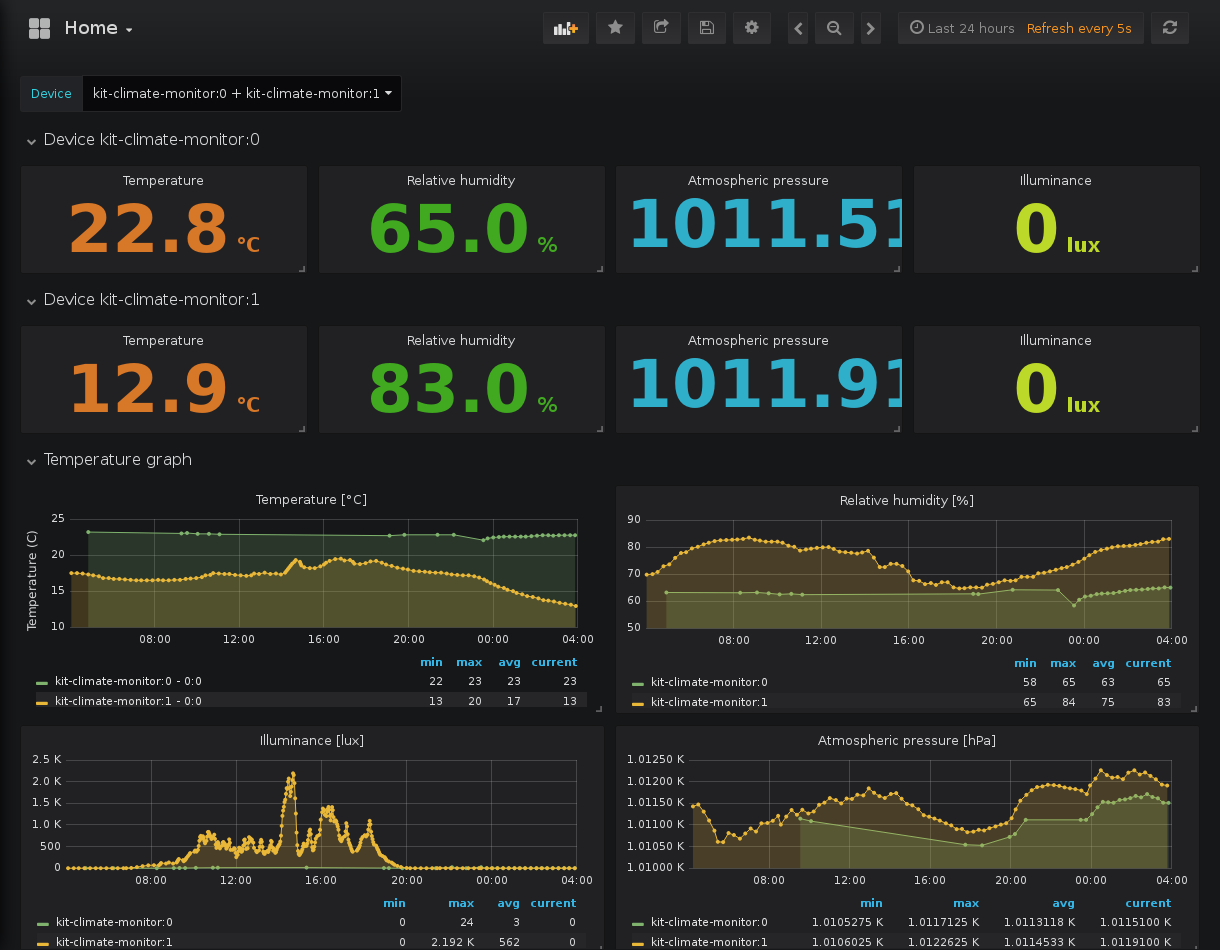 Home
Last 24 hours Refresh every 5s
Device kit-climate-monitor:0 + kit-climate-monitor:1
Device kit-climate-monitor:0
Temperature Relative humidity Atmospheric pressure Illuminance
22.8 °C 65.0 % 1011.51 0 lux
Device kit-climate-monitor:1
Temperature Relative humidity Atmospheric pressure Illuminance
12.9 °C 83.0 % 1011.91 0 lux
Temperature graph
Temperature [°C]
Temperature (C)
25
20
15
10
08:00 12:00 16:00 20:00 00:00 04:00
min max avg current
kit-climate-monitor:0 - 0:0 22 23 23 23
kit-climate-monitor:1 - 0:0 13 20 17 13
Relative humidity [%]
90
80
70
60
50
08:00 12:00 16:00 20:00 00:00 04:00
min max avg current
kit-climate-monitor:0 58 65 63 65
kit-climate-monitor:1 65 84 75 83
Illuminance [lux]
2.5 K
2.0 K
1.5 K
1.0 K
500
0
08:00 12:00 16:00 20:00 00:00 04:00
min max avg current
kit-climate-monitor:0 0 24 3 0
kit-climate-monitor:1 0 2.192 K 562 0
Atmospheric pressure [hPa]
1.01250 K
1.01200 K
1.01150 K
1.01100 K
1.01050 K
1.01000 K
08:00 12:00 16:00 20:00 00:00 04:00
min max avg current
kit-climate-monitor:0 1.0105275 K 1.0117125 K 1.0113118 K 1.0115100 K
kit-climate-monitor:1 1.0106025 K 1.0122625 K 1.0114533 K 1.0119100 K